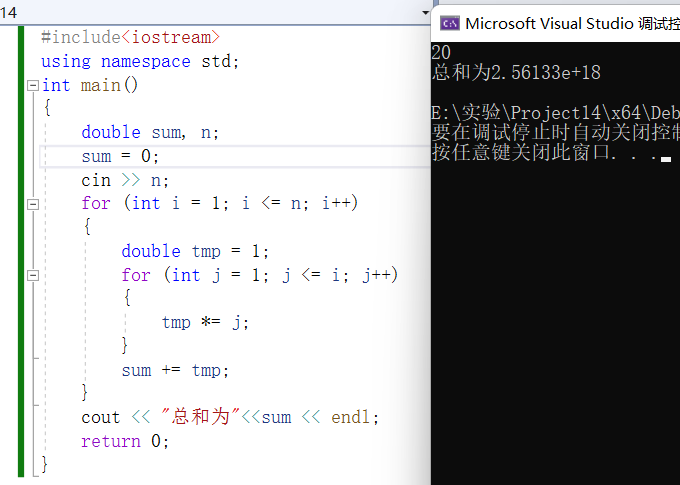 14
#include<iostream>
using namespace std;
int main()
{
double sum, n;
sum = 0;
cin >> n;
for (int i = 1; i <= n; i++)
{
double tmp = 1;
for (int j = 1; j <= i; j++)
{
tmp *= j;
}
sum += tmp;
}
cout << "总和为"<<sum << endl;
return 0;
}
Microsoft Visual Studio 调试控
20
总和为2.56133e+18
E:\实验\Project14\x64\Deb
要在调试停止时自动关闭控制
按任意键关闭此窗口. . .